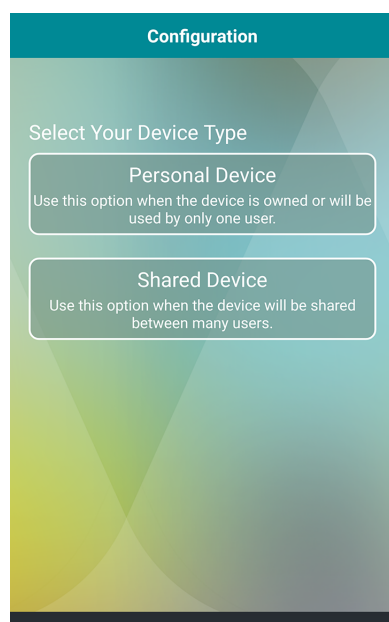 Configuration
Select Your Device Type
Personal Device
Use this option when the device is owned or will be
used by only one user.
Shared Device
Use this option when the device will be shared
between many users.